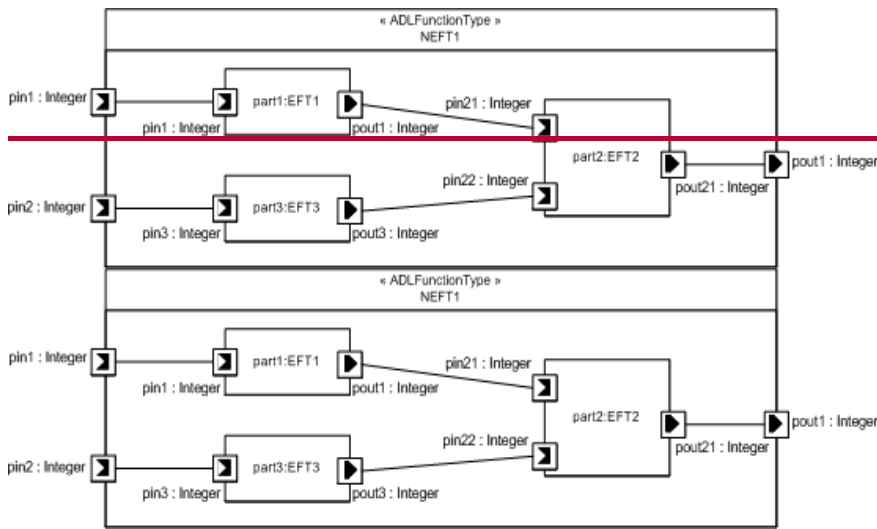 « ADLFunctionType »
NEFT1
pin1 : Integer
part1:EFT1
pin21 : Integer
pin1 : Integer
pout1 : Integer
part2:EFT2
pout1 : Integer
pin22 : Integer
pout21 : Integer
pin2 : Integer
part3:EFT3
pin3 : Integer
pout3 : Integer
« ADLFunctionType »
NEFT1
pin1 : Integer
part1:EFT1
pin21 : Integer
pin1 : Integer
pout1 : Integer
part2:EFT2
pout1 : Integer
pin22 : Integer
pout21 : Integer
pin2 : Integer
part3:EFT3
pin3 : Integer
pout3 : Integer